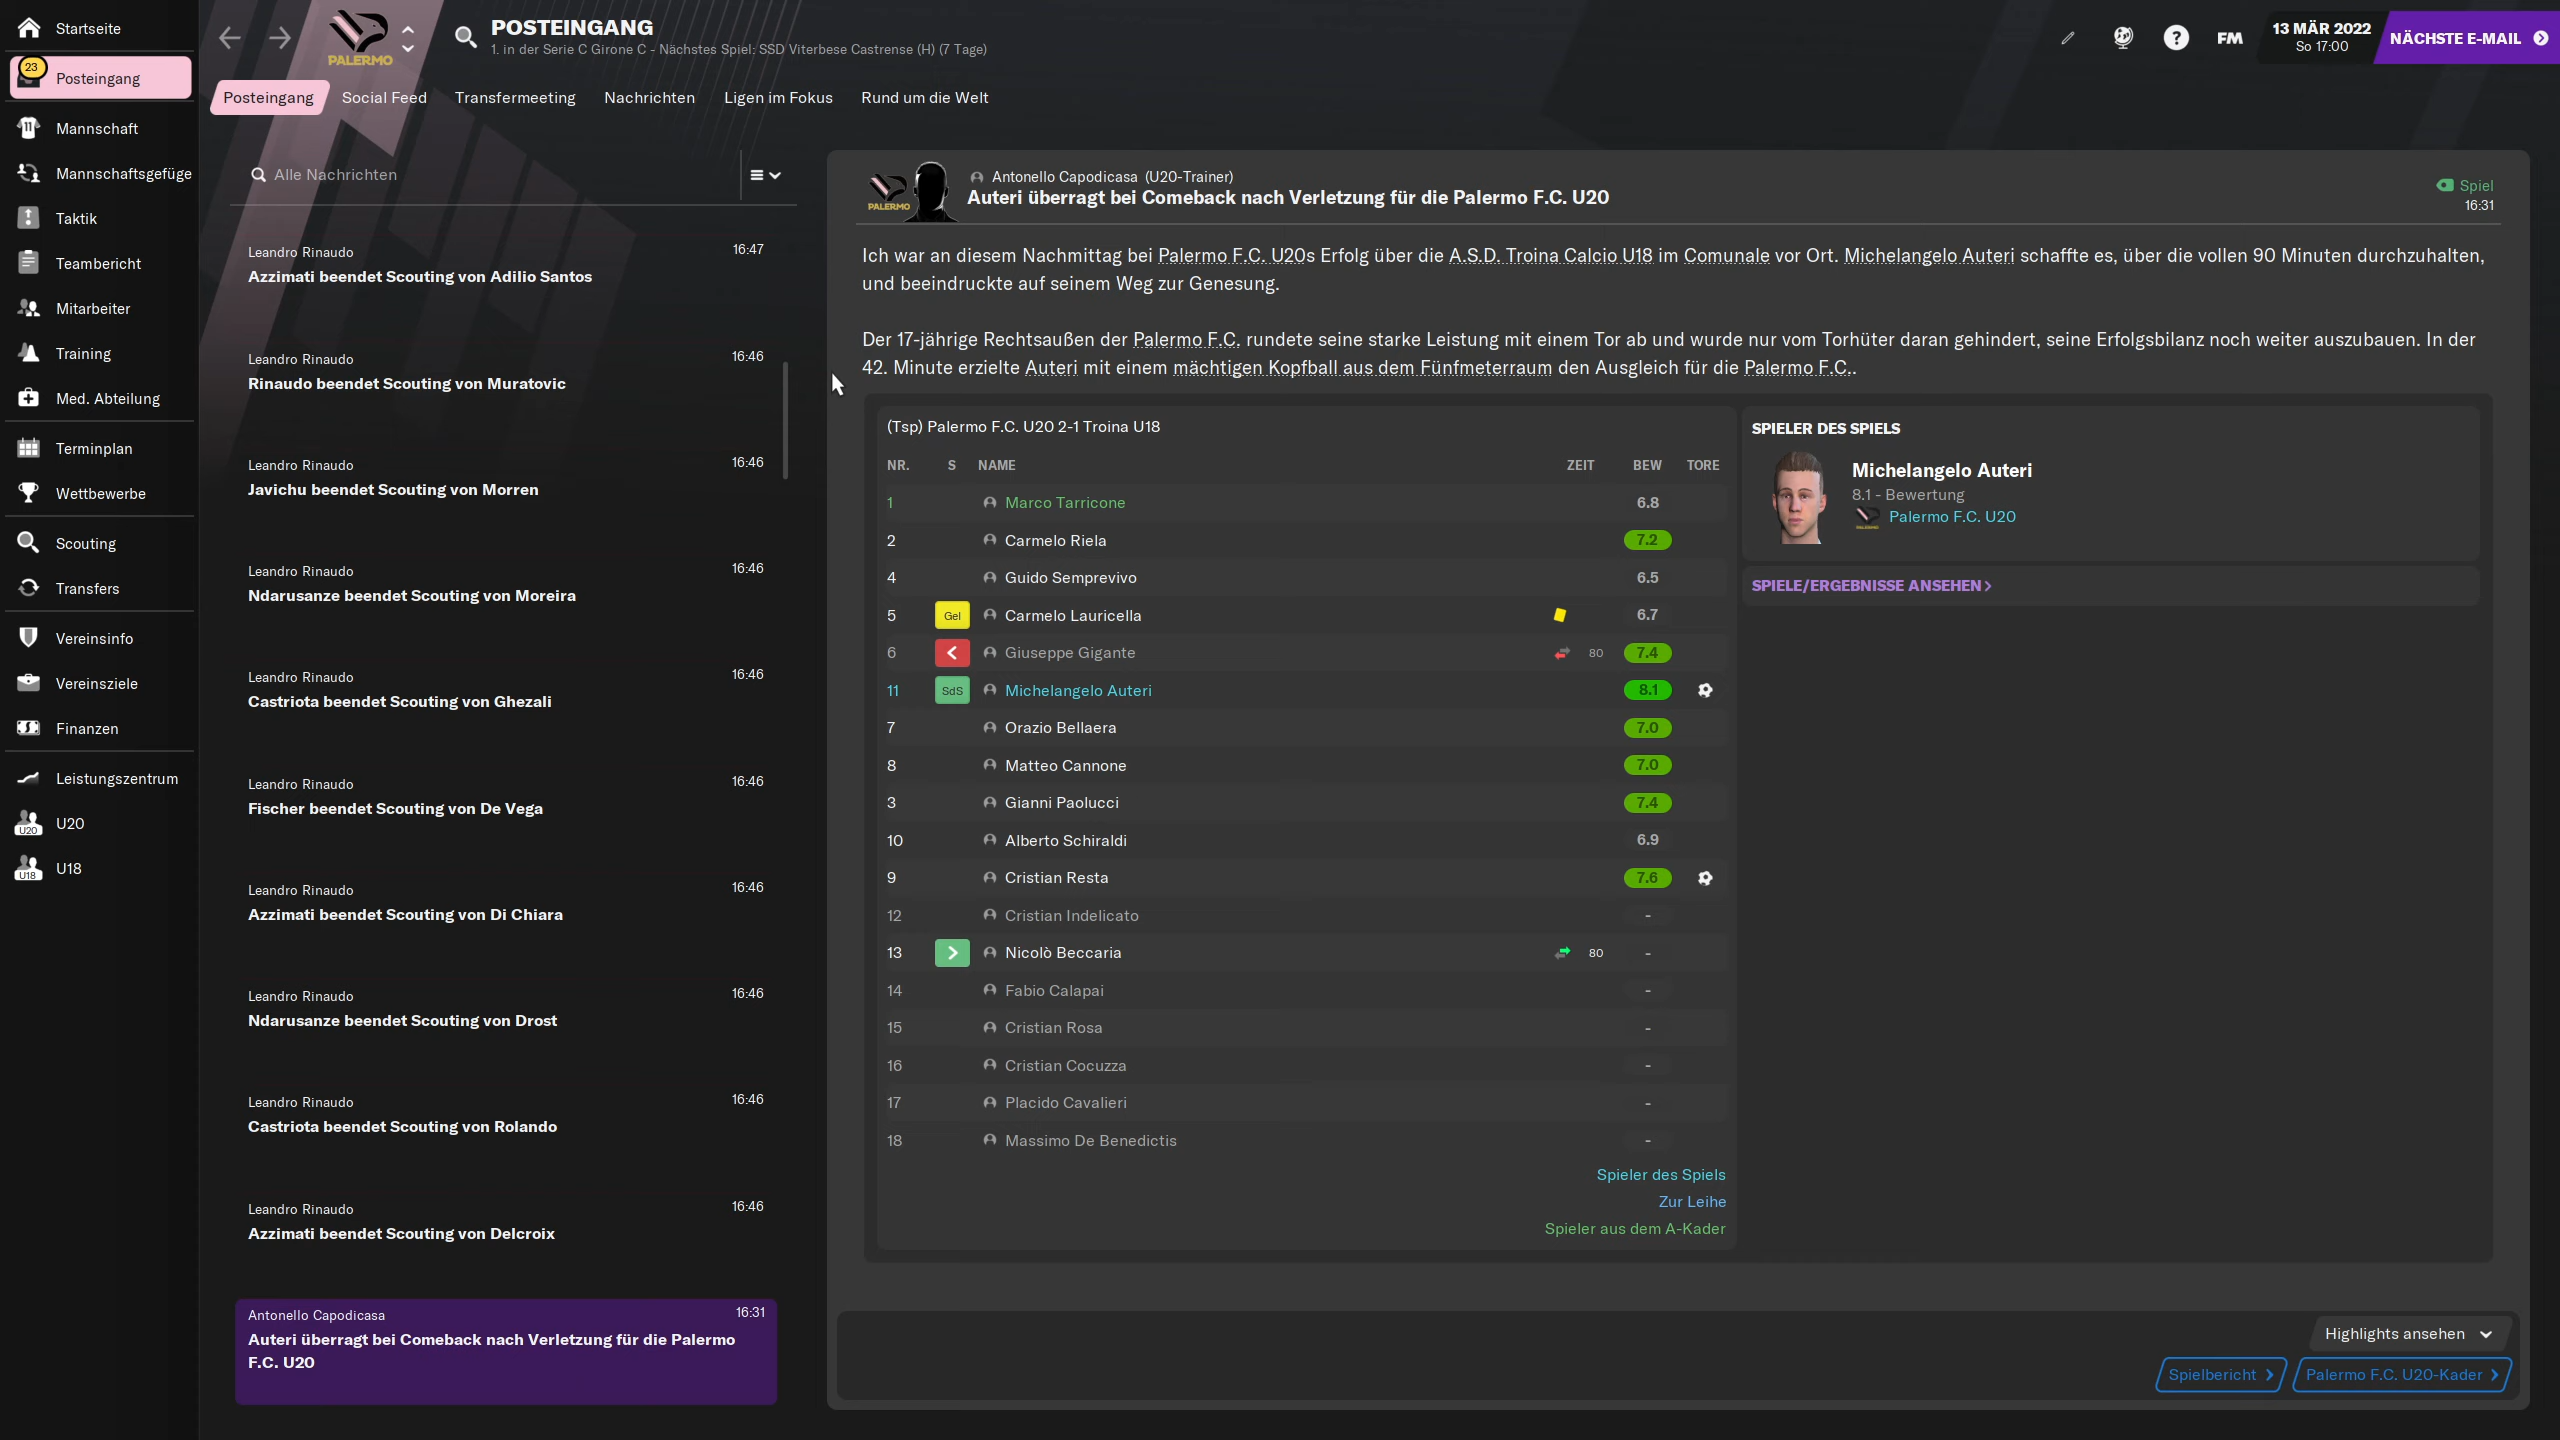 Startseite
23
Posteingang
Mannschaft
Mannschaftsgefüge
Taktik
Teambericht
Mitarbeiter
Training
Med. Abteilung
Terminplan
Wettbewerbe
Scouting
Transfers
Vereinsinfo
Vereinsziele
Finanzen
Leistungszentrum
U20 U20
U18 U18
PALERMO
POSTEINGANG
1. in der Serie C Girone C - Nächstes Spiel: SSD Viterbese Castrense (H) (7 Tage)
FM
13 MÄR 2022
So 17:00
NÄCHSTE E-MAIL
Posteingang Social Feed Transfermeeting Nachrichten Ligen im Fokus Rund um die Welt
Alle Nachrichten
Leandro Rinaudo 16:47
Azzimati beendet Scouting von Adilio Santos
Leandro Rinaudo 16:46
Rinaudo beendet Scouting von Muratovic
Leandro Rinaudo 16:46
Javichu beendet Scouting von Morren
Leandro Rinaudo 16:46
Ndarusanze beendet Scouting von Moreira
Leandro Rinaudo 16:46
Castriota beendet Scouting von Ghezali
Leandro Rinaudo 16:46
Fischer beendet Scouting von De Vega
Leandro Rinaudo 16:46
Azzimati beendet Scouting von Di Chiara
Leandro Rinaudo 16:46
Ndarusanze beendet Scouting von Drost
Leandro Rinaudo 16:46
Castriota beendet Scouting von Rolando
Leandro Rinaudo 16:46
Azzimati beendet Scouting von Delcroix
Antonello Capodicasa 16:31
Auteri überragt bei Comeback nach Verletzung für die Palermo
F.C. U20
PALERMO
Antonello Capodicasa (U20-Trainer)
Auteri überragt bei Comeback nach Verletzung für die Palermo F.C. U20
Spiel
16:31
Ich war an diesem Nachmittag bei Palermo F.C. U20s Erfolg über die A.S.D. Troina Calcio U18 im Comunale vor Ort. Michelangelo Auteri schaffte es, über die vollen 90 Minuten durchzuhalten,
und beeindruckte auf seinem Weg zur Genesung.
Der 17-jährige Rechtsaußen der Palermo F.C. rundete seine starke Leistung mit einem Tor ab und wurde nur vom Torhüter daran gehindert, seine Erfolgsbilanz noch weiter auszubauen. In der
42. Minute erzielte Auteri mit einem mächtigen Kopfball aus dem Fünfmeterraum den Ausgleich für die Palermo F.C..
(Tsp) Palermo F.C. U20 2-1 Troina U18
NR. S NAME ZEIT BEW TORE
1 Marco Tarricone 6.8
2 Carmelo Riela 7.2
4 Guido Semprevivo 6.5
5 Gel Carmelo Lauricella 6.7
6 Giuseppe Gigante 80 7.4
11 SdS Michelangelo Auteri 8.1
7 Orazio Bellaera 7.0
8 Matteo Cannone 7.0
3 Gianni Paolucci 7.4
10 Alberto Schiraldi 6.9
9 Cristian Resta 7.6
12 Cristian Indelicato -
13 Nicolò Beccaria 80 -
14 Fabio Calapai -
15 Cristian Rosa -
16 Cristian Cocuzza -
17 Placido Cavalieri -
18 Massimo De Benedictis -
Spieler des Spiels
Zur Leihe
Spieler aus dem A-Kader
SPIELER DES SPIELS
Michelangelo Auteri
8.1 - Bewertung
Palermo F.C. U20
SPIELE/ERGEBNISSE ANSEHEN
Highlights ansehen
Spielbericht
Palermo F.C. U20-Kader